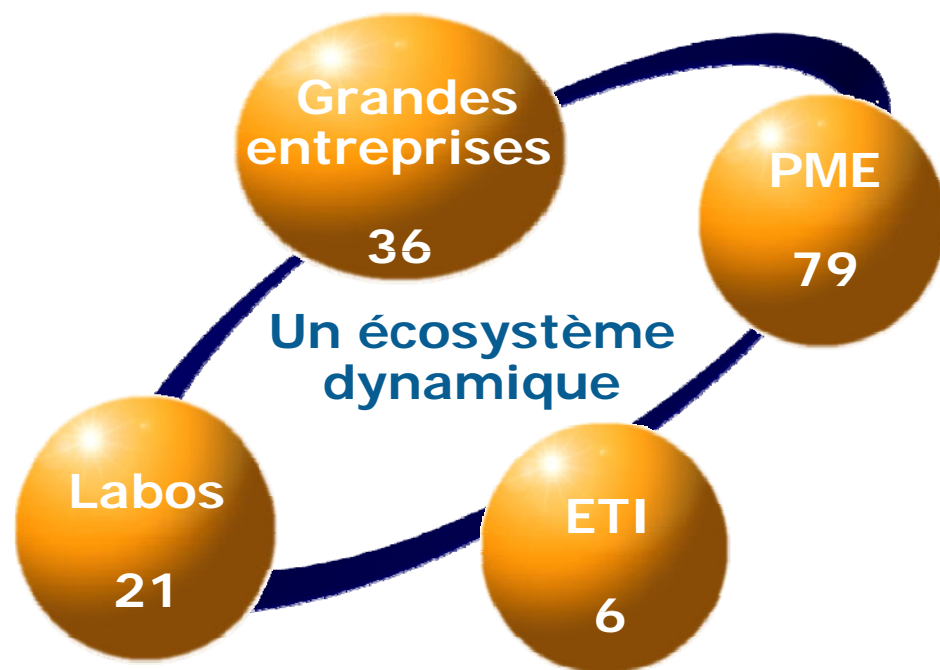 Grandes
entreprises
36
PME
79
Un écosystème
dynamique
Labos
21
ETI
6